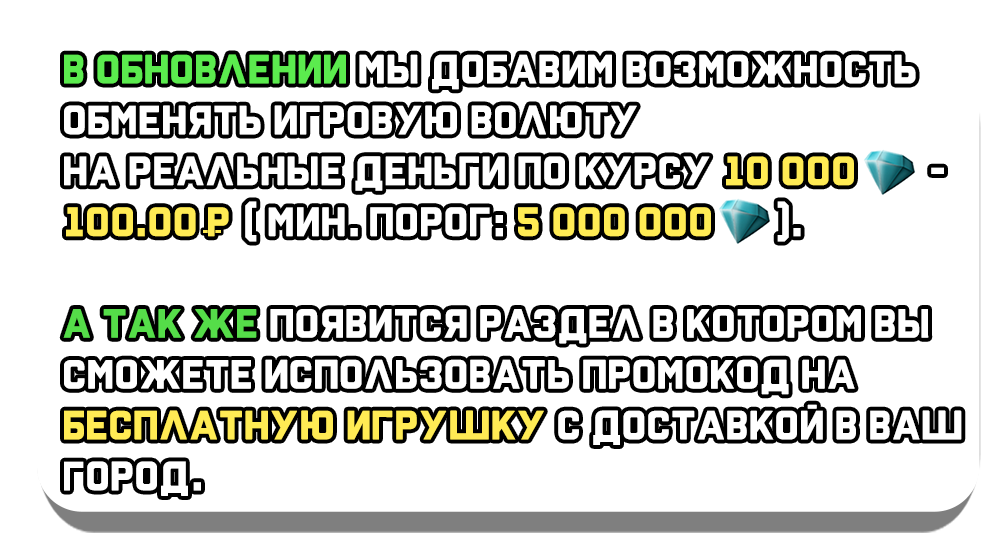 В ОБНОВЛЕНИИ МЫ ДОБАВИМ ВОЗМОЖНОСТЬ
ОБМЕНЯТЬ ИГРОВУЮ ВОЛЮТУ
НА РЕАЛЬНЫЕ ДЕНЬГИ ПО КУРСУ 10 000 💎 -
100.00₽ ( МИН. ПОРОГ: 5 000 000 💎 ).
А ТАК ЖЕ ПОЯВИТСЯ РАЗДЕЛ В КОТОРОМ ВЫ
СМОЖЕТЕ ИСПОЛЬЗОВАТЬ ПРОМОКОД НА
БЕСПЛАТНУЮ ИГРУШКУ С ДОСТАВКОЙ В ВАШ
ГОРОД.